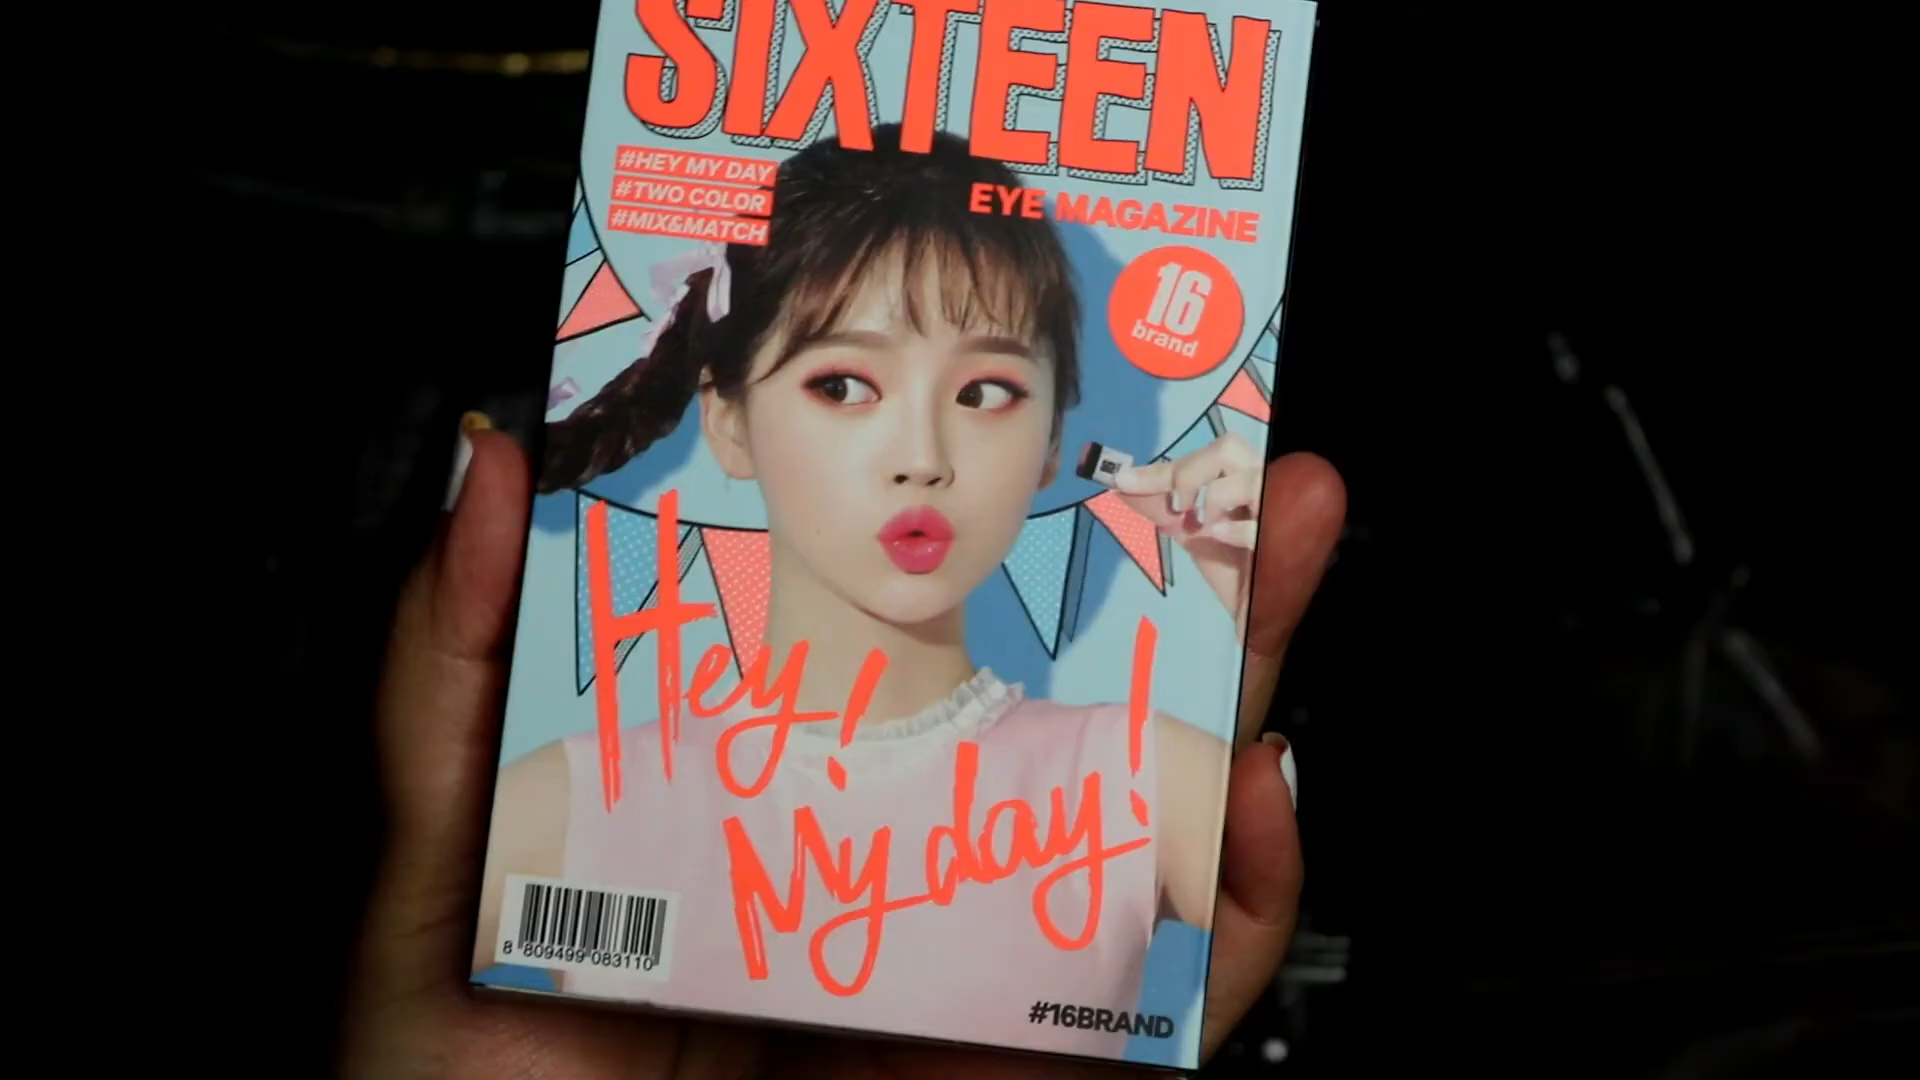 SIXTEEN
EYE MAGAZINE
#HEY MY DAY
#TWO COLOR
#MIX&MATCH
16
brand
Hey!
My day!
8 809499 083110
#16BRAND